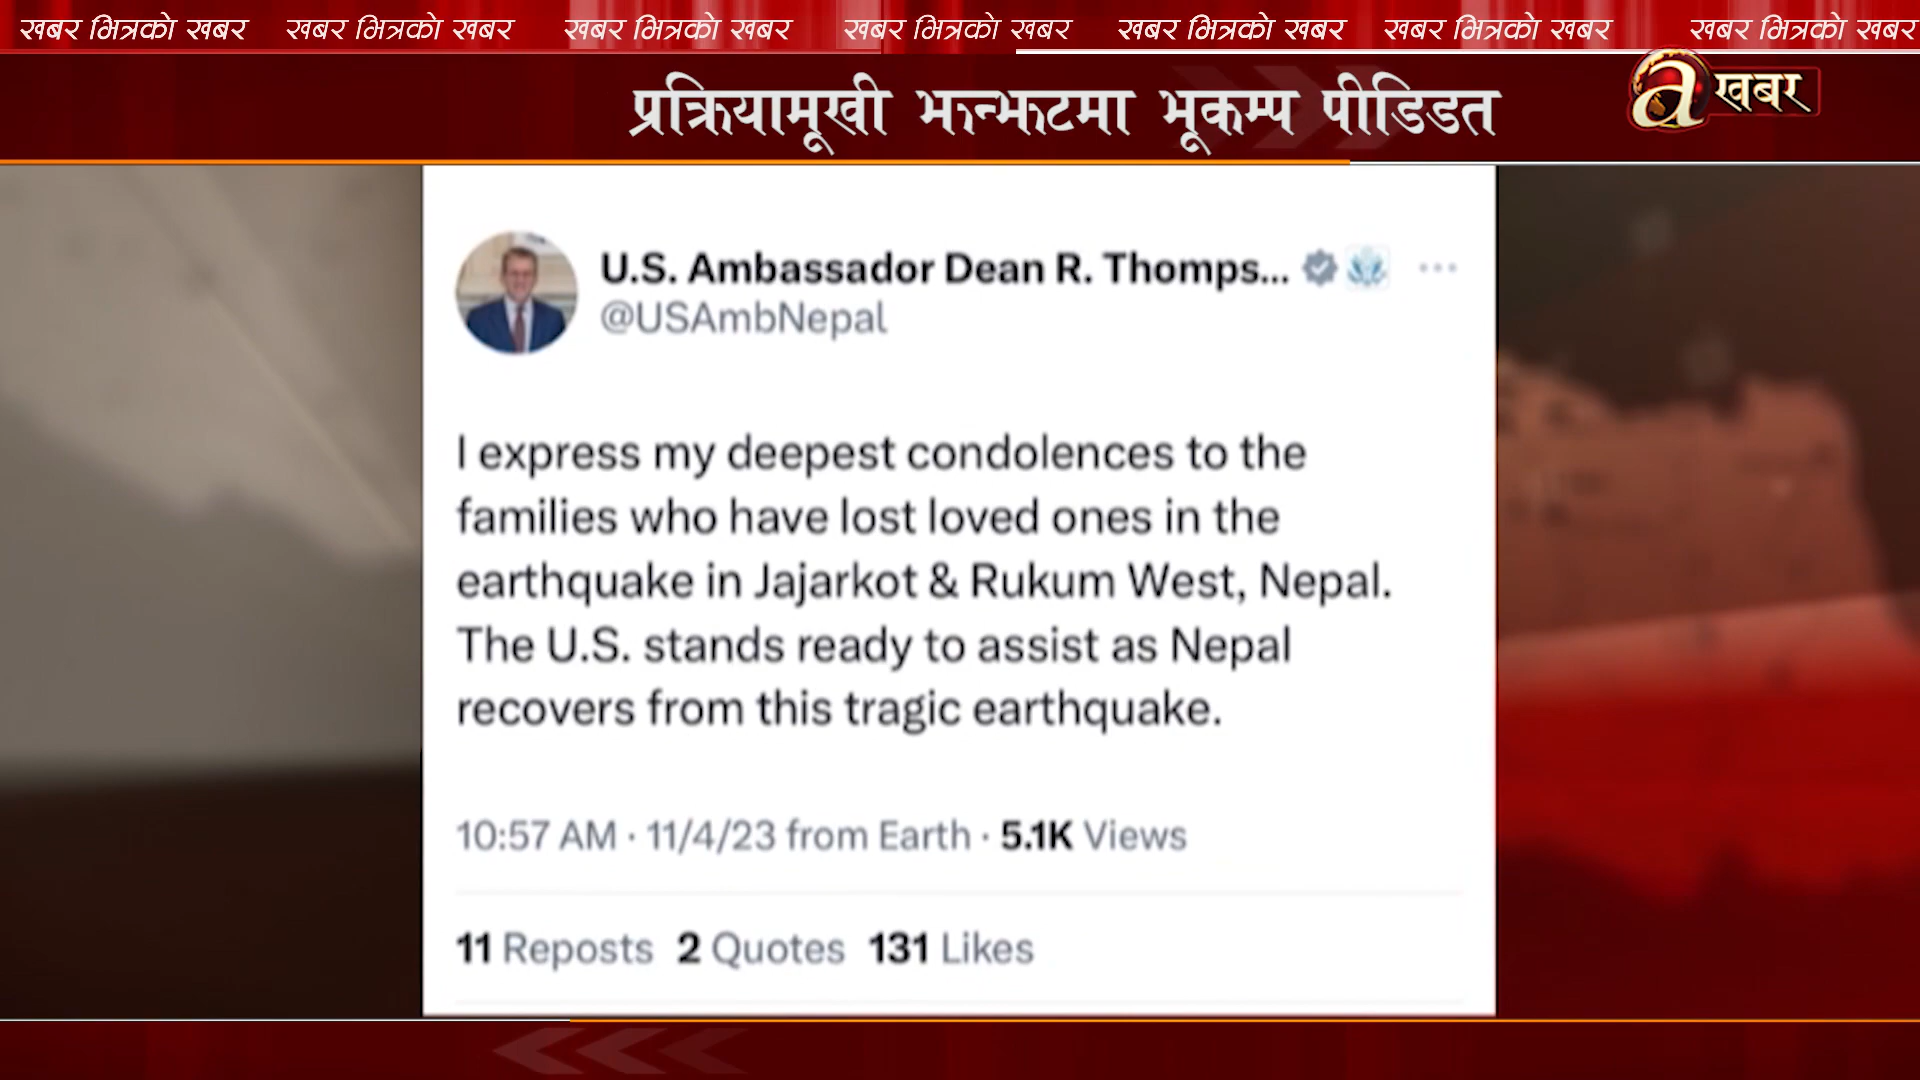 खबर भित्रको खबर खबर भित्रको खबर खबर भित्रको खबर खबर भित्रको खबर खबर भित्रको खबर खबर भित्रको खबर खबर भित्रको खबर
प्रक्रियामूखी झन्झटमा भूकम्प पीडिडत
a खबर
U.S. Ambassador Dean R. Thomps... ...
@USAmbNepal
I express my deepest condolences to the
families who have lost loved ones in the
earthquake in Jajarkot & Rukum West, Nepal.
The U.S. stands ready to assist as Nepal
recovers from this tragic earthquake.
10:57 AM · 11/4/23 from Earth · 5.1K Views
11 Reposts 2 Quotes 131 Likes